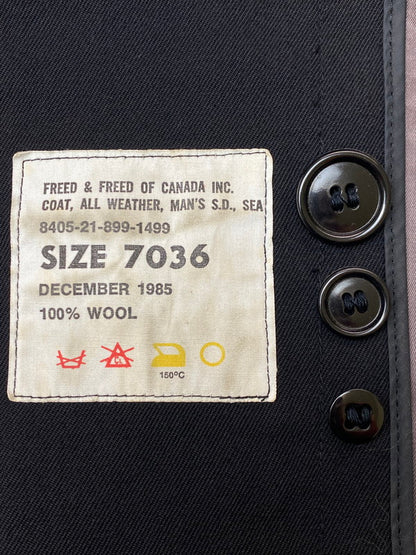 FREED & FREED OF CANADA INC.
COAT, ALL WEATHER, MAN'S S.D., SEA
8405-21-899-1499
SIZE 7036
DECEMBER 1985
100% WOOL
CL
150°C